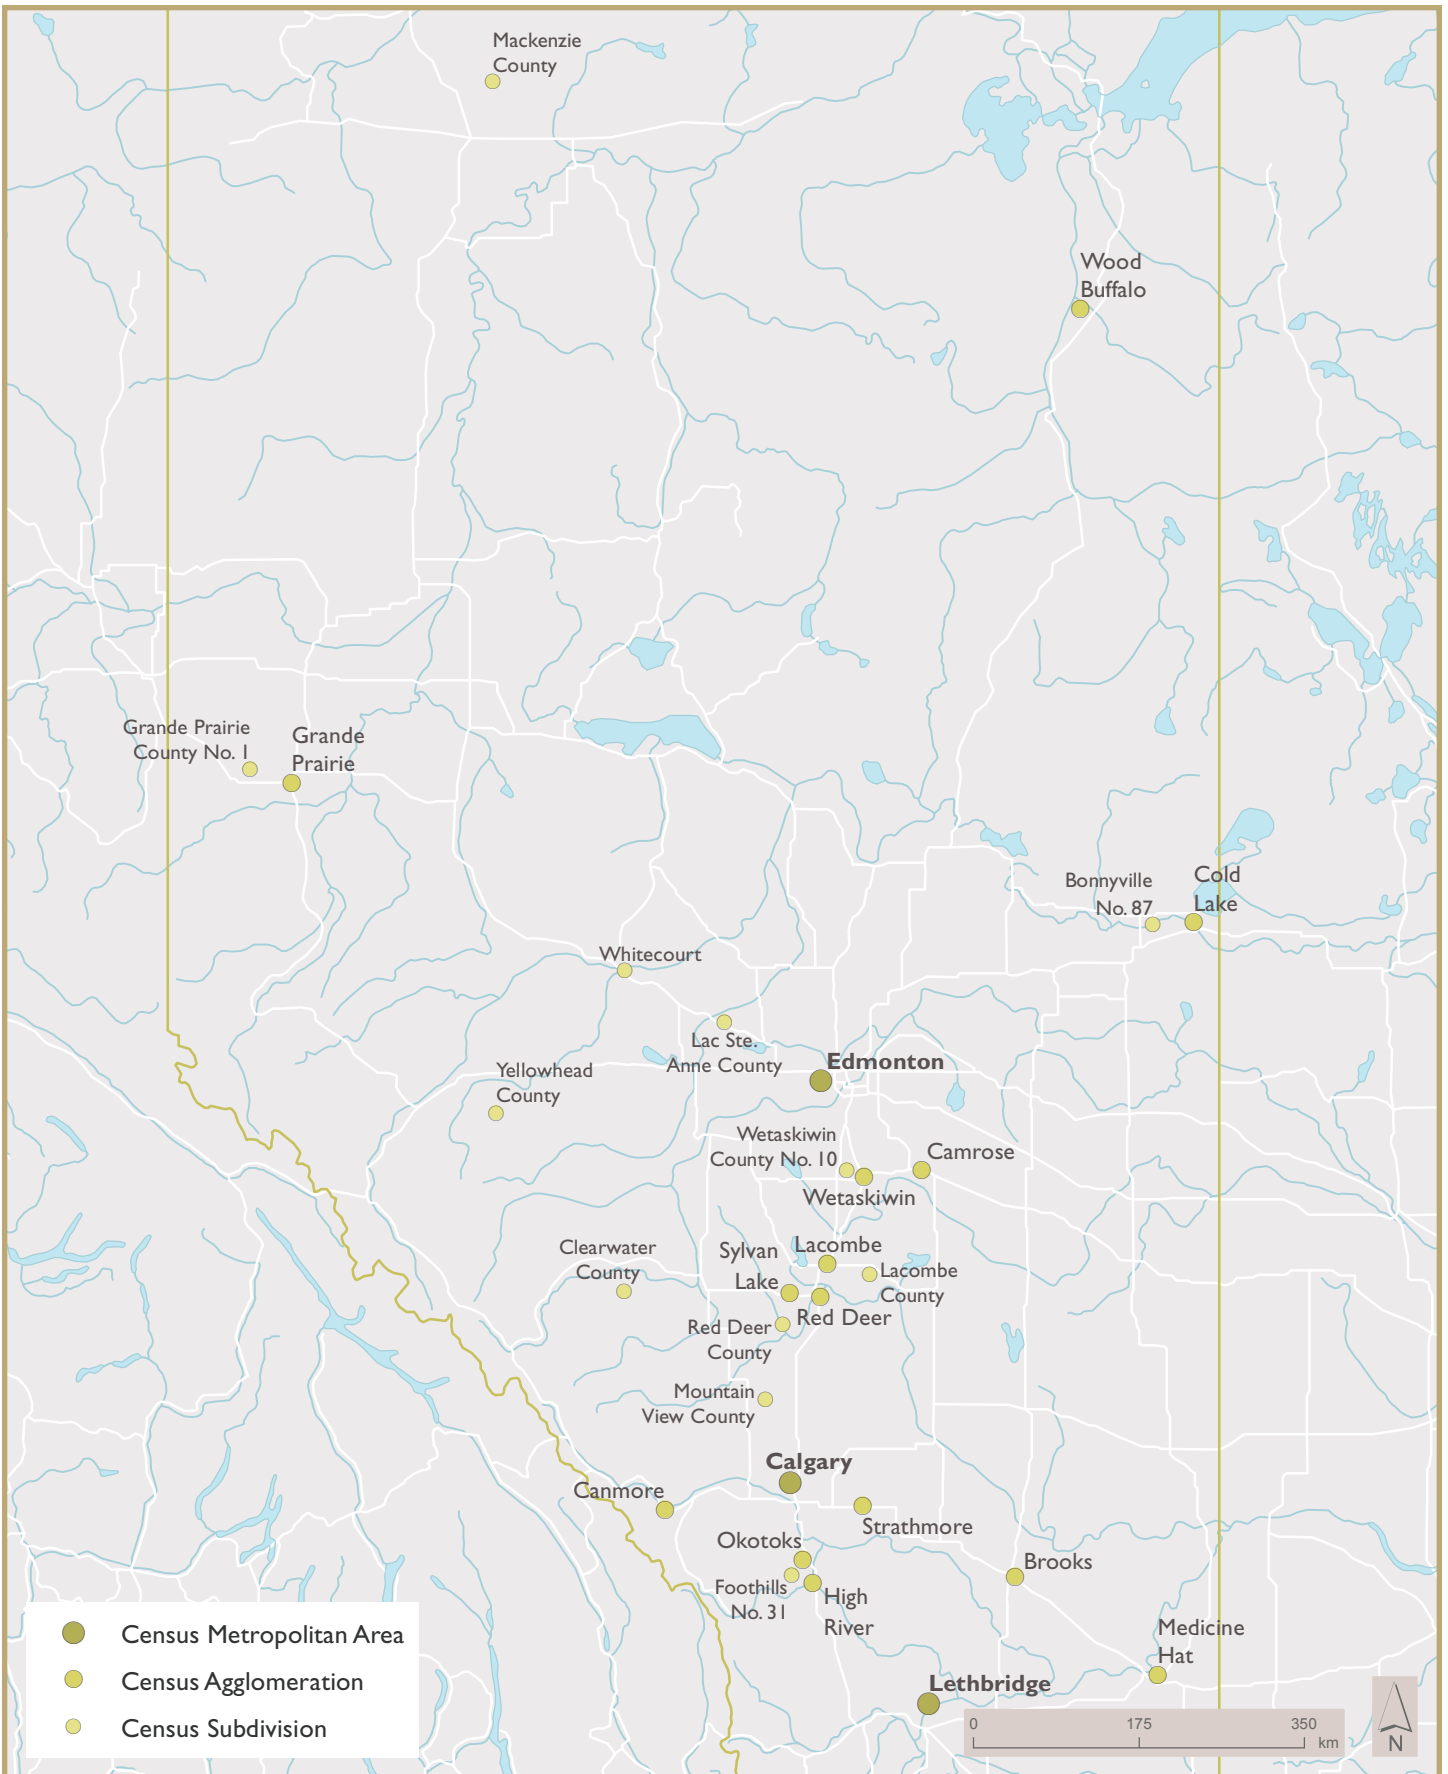 Mackenzie
County
Wood
Buffalo
Grande Prairie
County No. 1
Grande
Prairie
Bonnyville
No. 87
Cold
Lake
Whitecourt
Lac Ste.
Anne County
Edmonton
Yellowhead
County
Wetaskiwin
County No. 10
Camrose
Wetaskiwin
Clearwater
County
Sylvan
Lake
Lacombe
Lacombe
County
Red Deer
Red Deer
County
Mountain
View County
Calgary
Canmore
Strathmore
Okotoks
Foothills
No. 31
High
River
Brooks
Medicine
Hat
Lethbridge
Census Metropolitan Area
Census Agglomeration
Census Subdivision
0 175 350
km
N